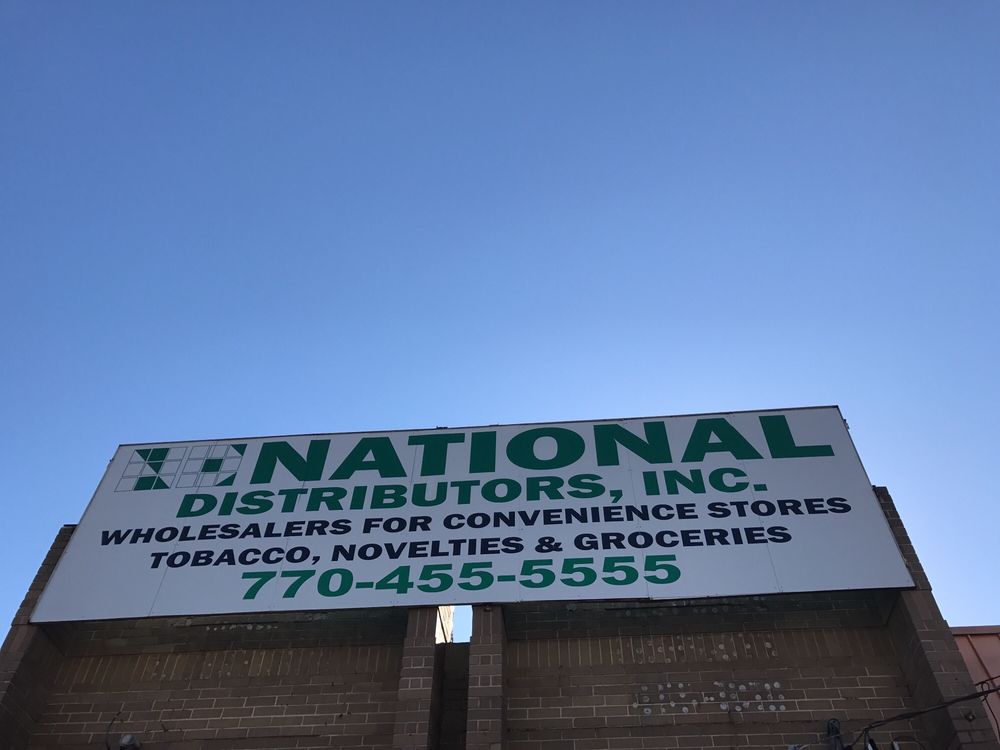 NATIONAL
DISTRIBUTORS, INC.
WHOLESALERS FOR CONVENIENCE STORES
TOBACCO, NOVELTIES & GROCERIES
770-455-5555